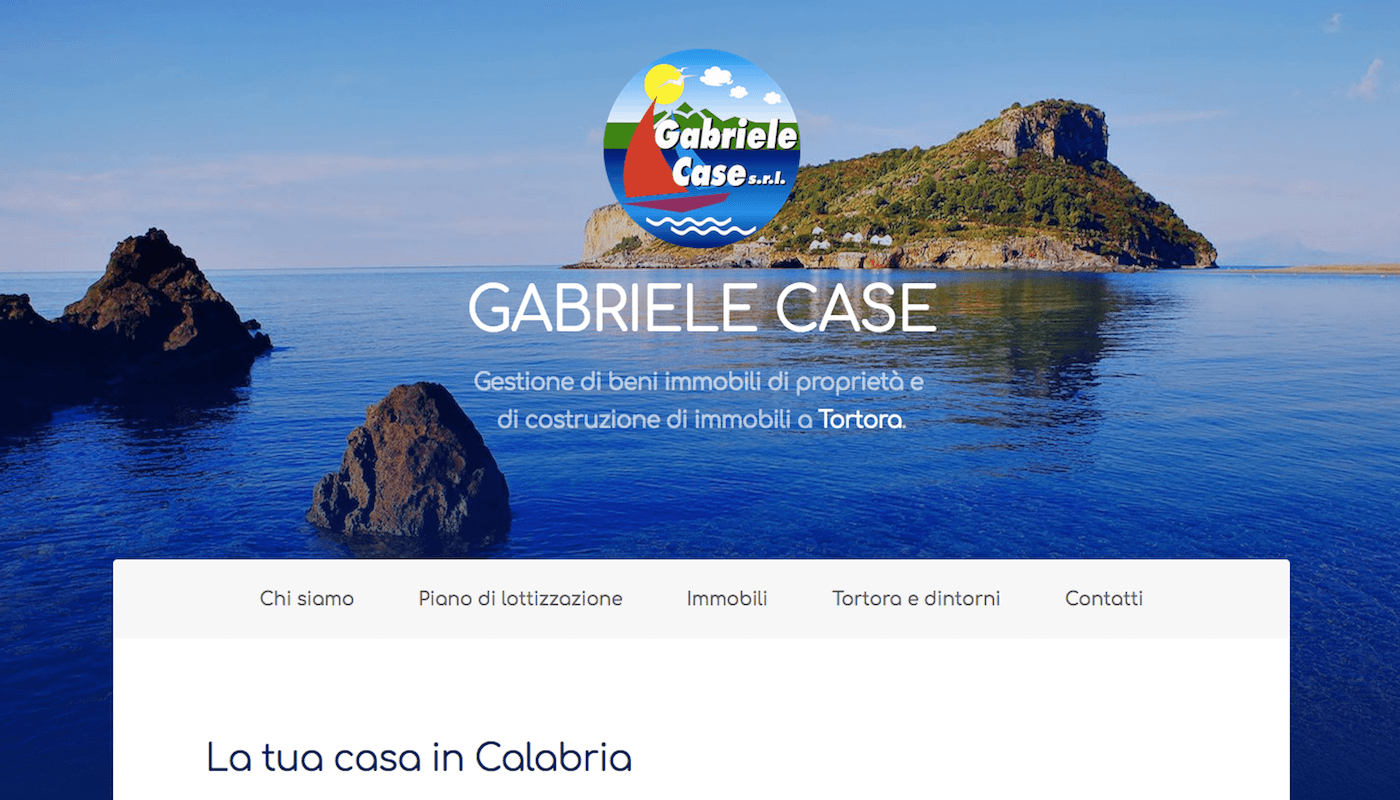 Gabriele
Case s.r.l.
GABRIELE CASE
Gestione di beni immobili di proprietà e
di costruzione di immobili a Tortora.
Chi siamo
Piano di lottizzazione
Immobili
Tortora e dintorni
Contatti
La tua casa in Calabria